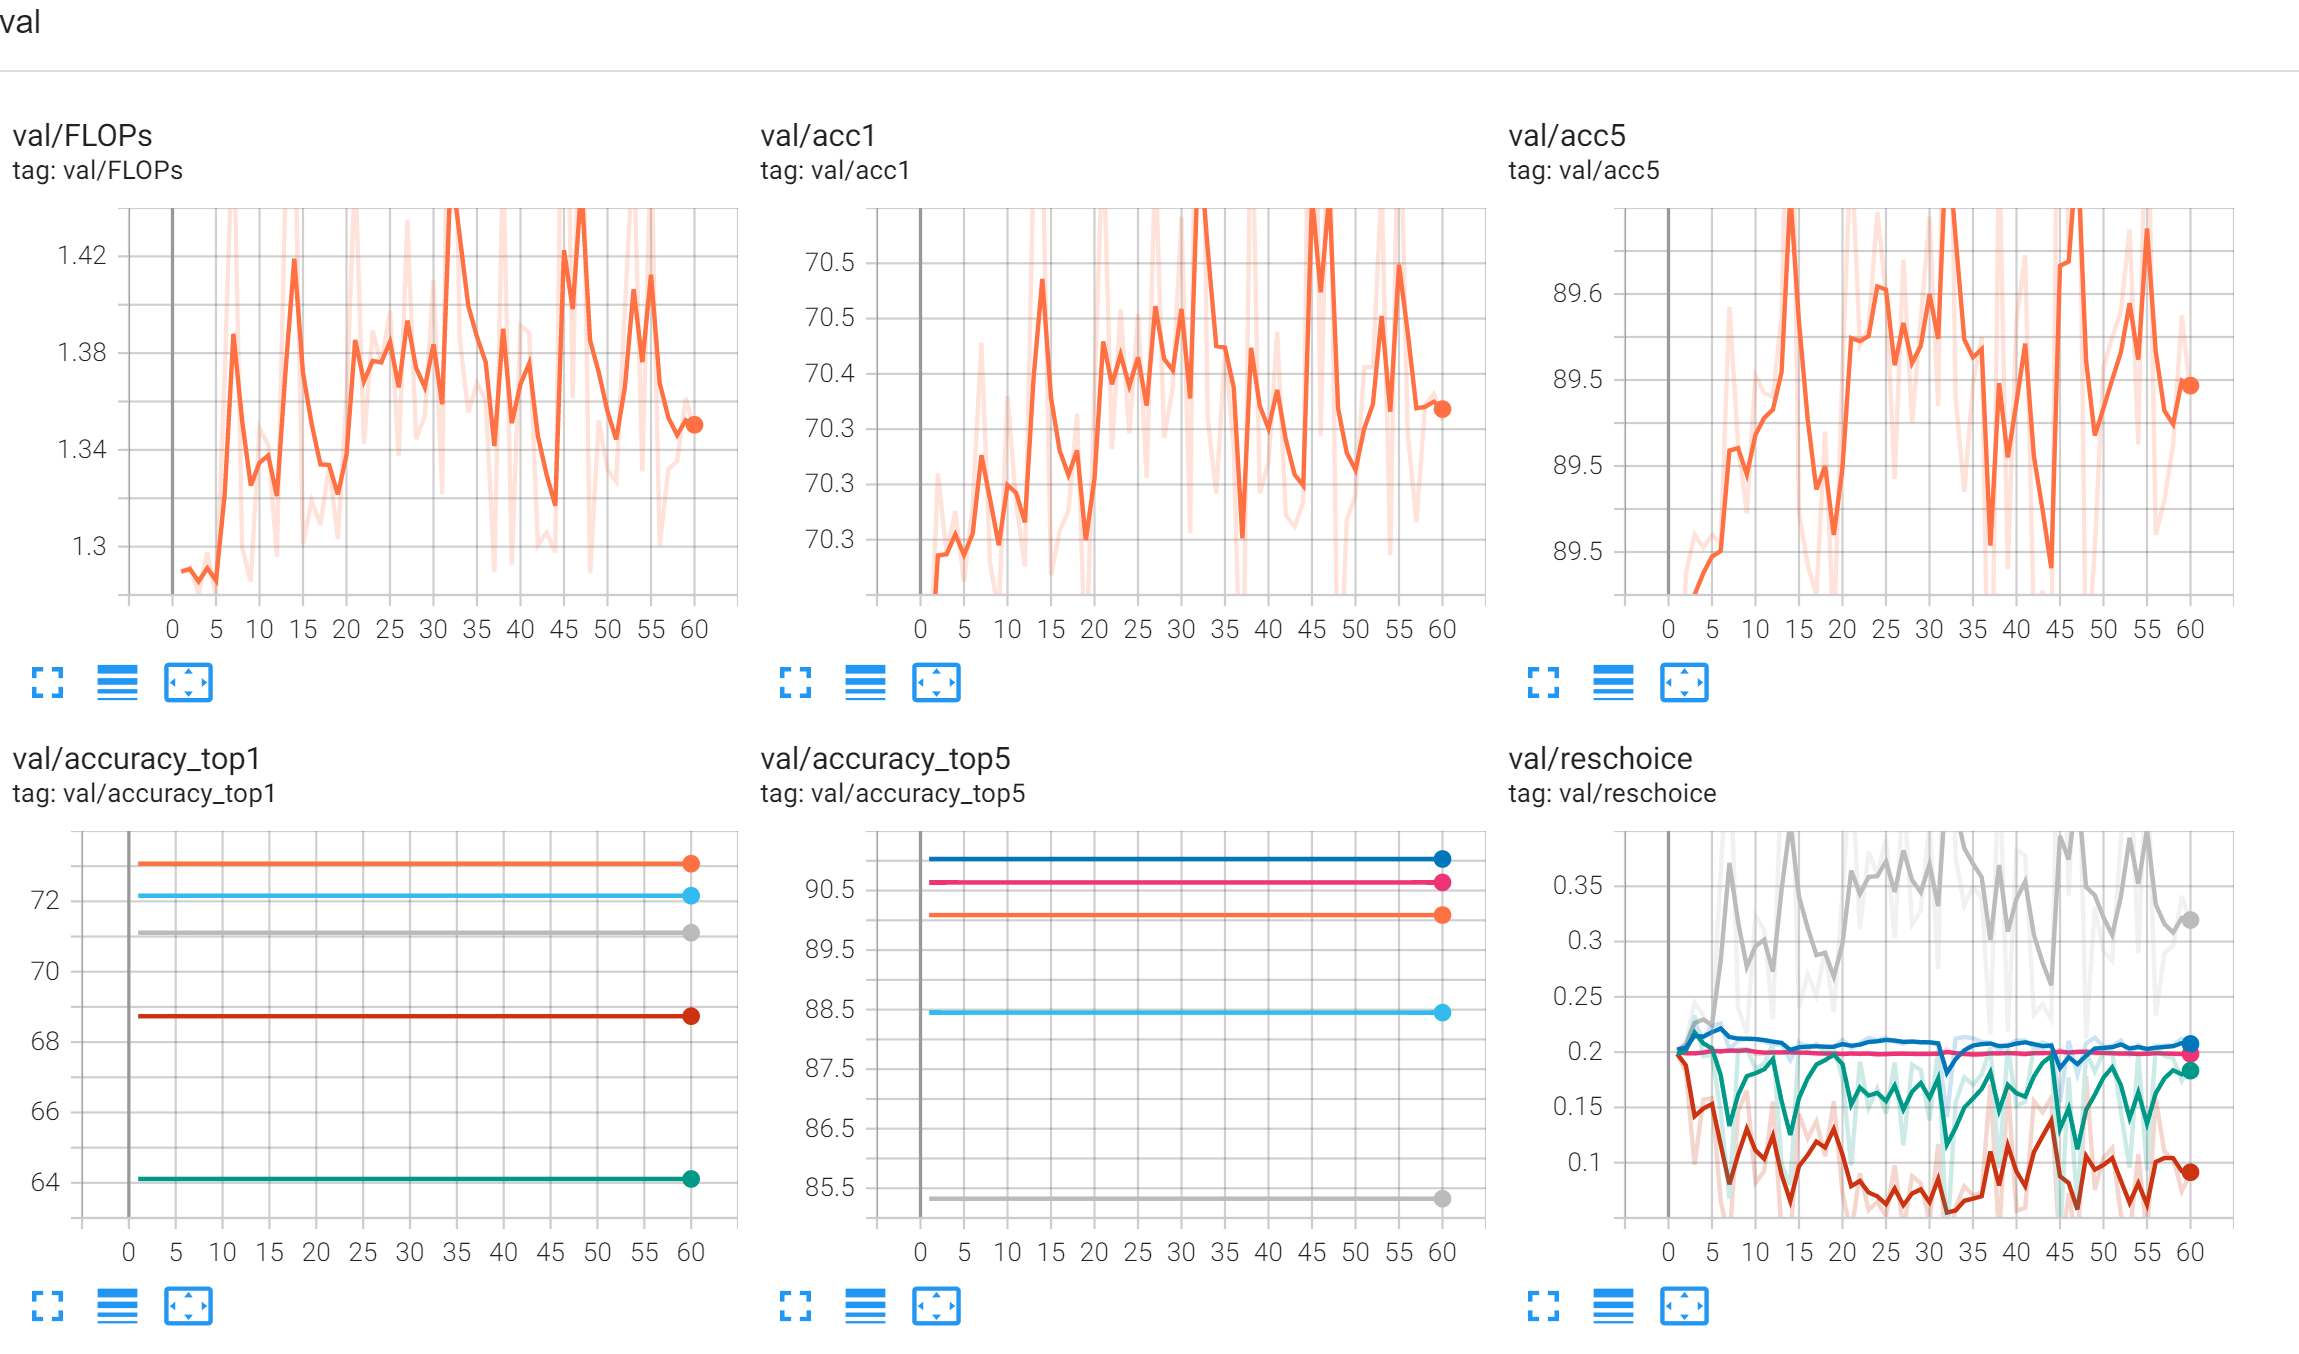 val
val/FLOPs
tag: val/FLOPs
1.42
1.38
1.34
1.3
0 5 10 15 20 25 30 35 40 45 50 55 60
val/acc1
tag: val/acc1
70.5
70.5
70.4
70.3
70.3
70.3
0 5 10 15 20 25 30 35 40 45 50 55 60
val/acc5
tag: val/acc5
89.6
89.5
89.5
89.5
0 5 10 15 20 25 30 35 40 45 50 55 60
val/accuracy_top1
tag: val/accuracy_top1
72
70
68
66
64
0 5 10 15 20 25 30 35 40 45 50 55 60
val/accuracy_top5
tag: val/accuracy_top5
90.5
89.5
88.5
87.5
86.5
85.5
0 5 10 15 20 25 30 35 40 45 50 55 60
val/reschoice
tag: val/reschoice
0.35
0.3
0.25
0.2
0.15
0.1
0 5 10 15 20 25 30 35 40 45 50 55 60